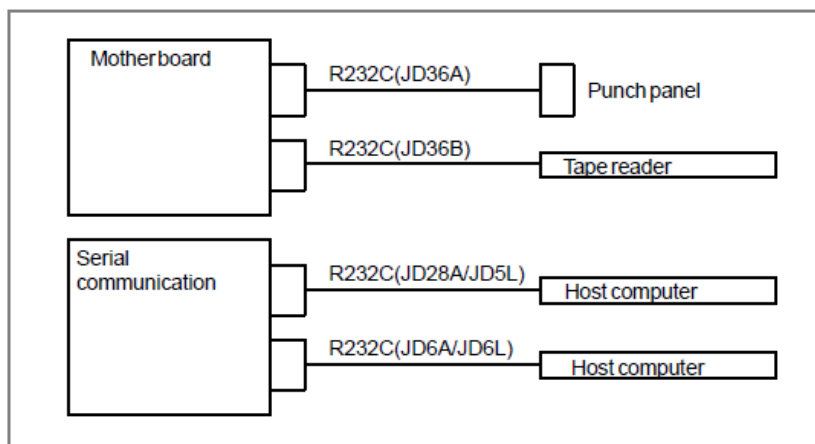 Motherboard
R232C(JD36A)
Punch panel
R232C(JD36B)
Tape reader
Serial
communication
R232C(JD28A/JD5L)
Host computer
R232C(JD6A/JD6L)
Host computer